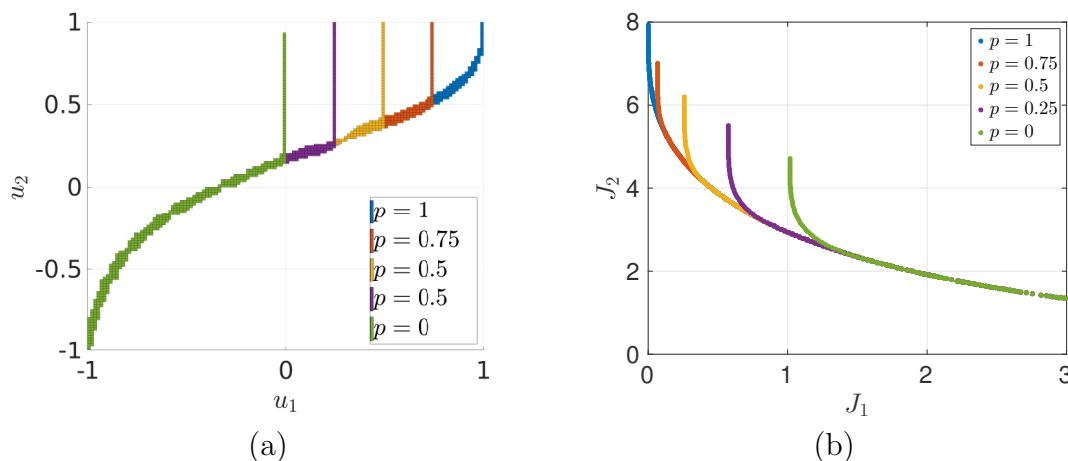 1
0.5
0
-0.5
-1
-1
0
1
u₂
u₁
p = 1
p = 0.75
p = 0.5
p = 0.5
p = 0
(a)
8
6
4
2
0
0
1
2
3
J₂
J₁
p = 1
p = 0.75
p = 0.5
p = 0.25
p = 0
(b)